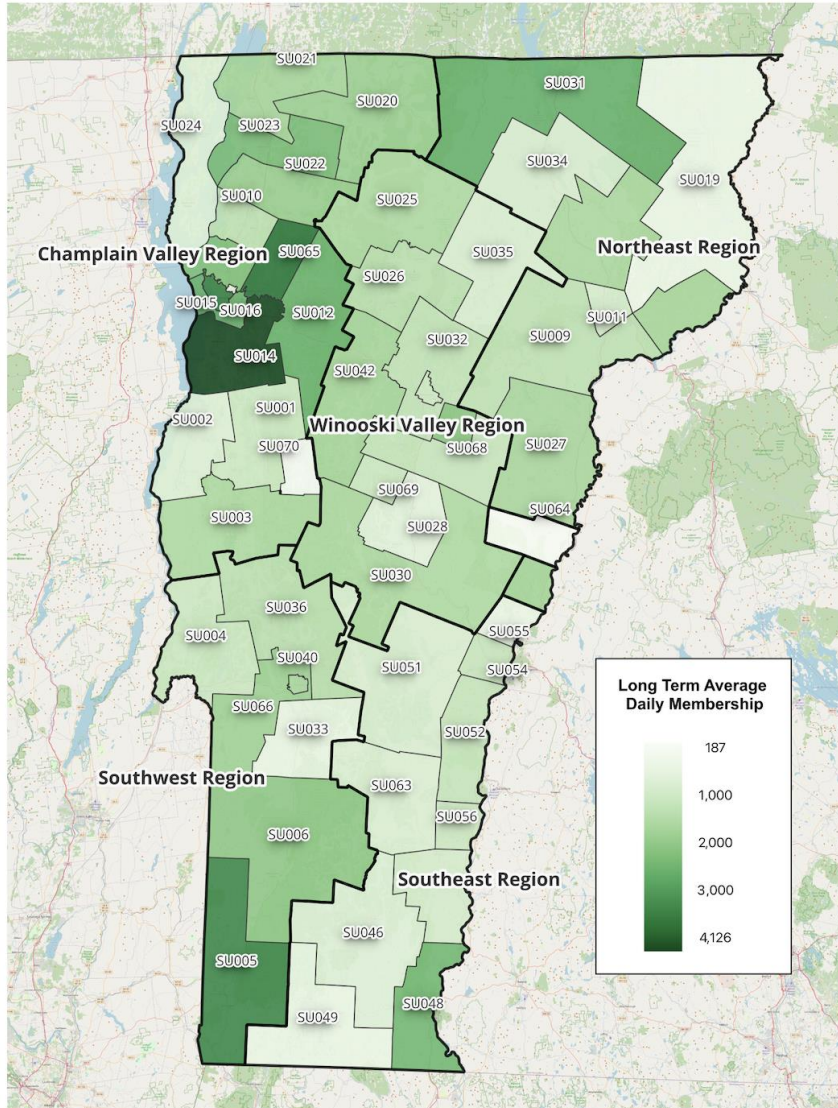 SU021
SU031
SU020
SU024
SU023
SU022
SU034
SU019
SU010
SU025
Northeast Region
SU065
SU035
Champlain Valley Region
SU026
SU015
SU016
SU012
SU011
SU009
SU032
SU014
SU042
SU001
SU002
Winooski Valley Region
SU070
SU068
SU027
SU069
SU064
SU003
SU028
SU030
SU036
SU055
SU004
SU040
SU051
SU054
SU066
SU033
SU052
Southwest Region
SU063
SU056
SU006
Southeast Region
SU046
SU005
SU048
SU049
Long Term Average
Daily Membership
187
1,000
2,000
3,000
4,126